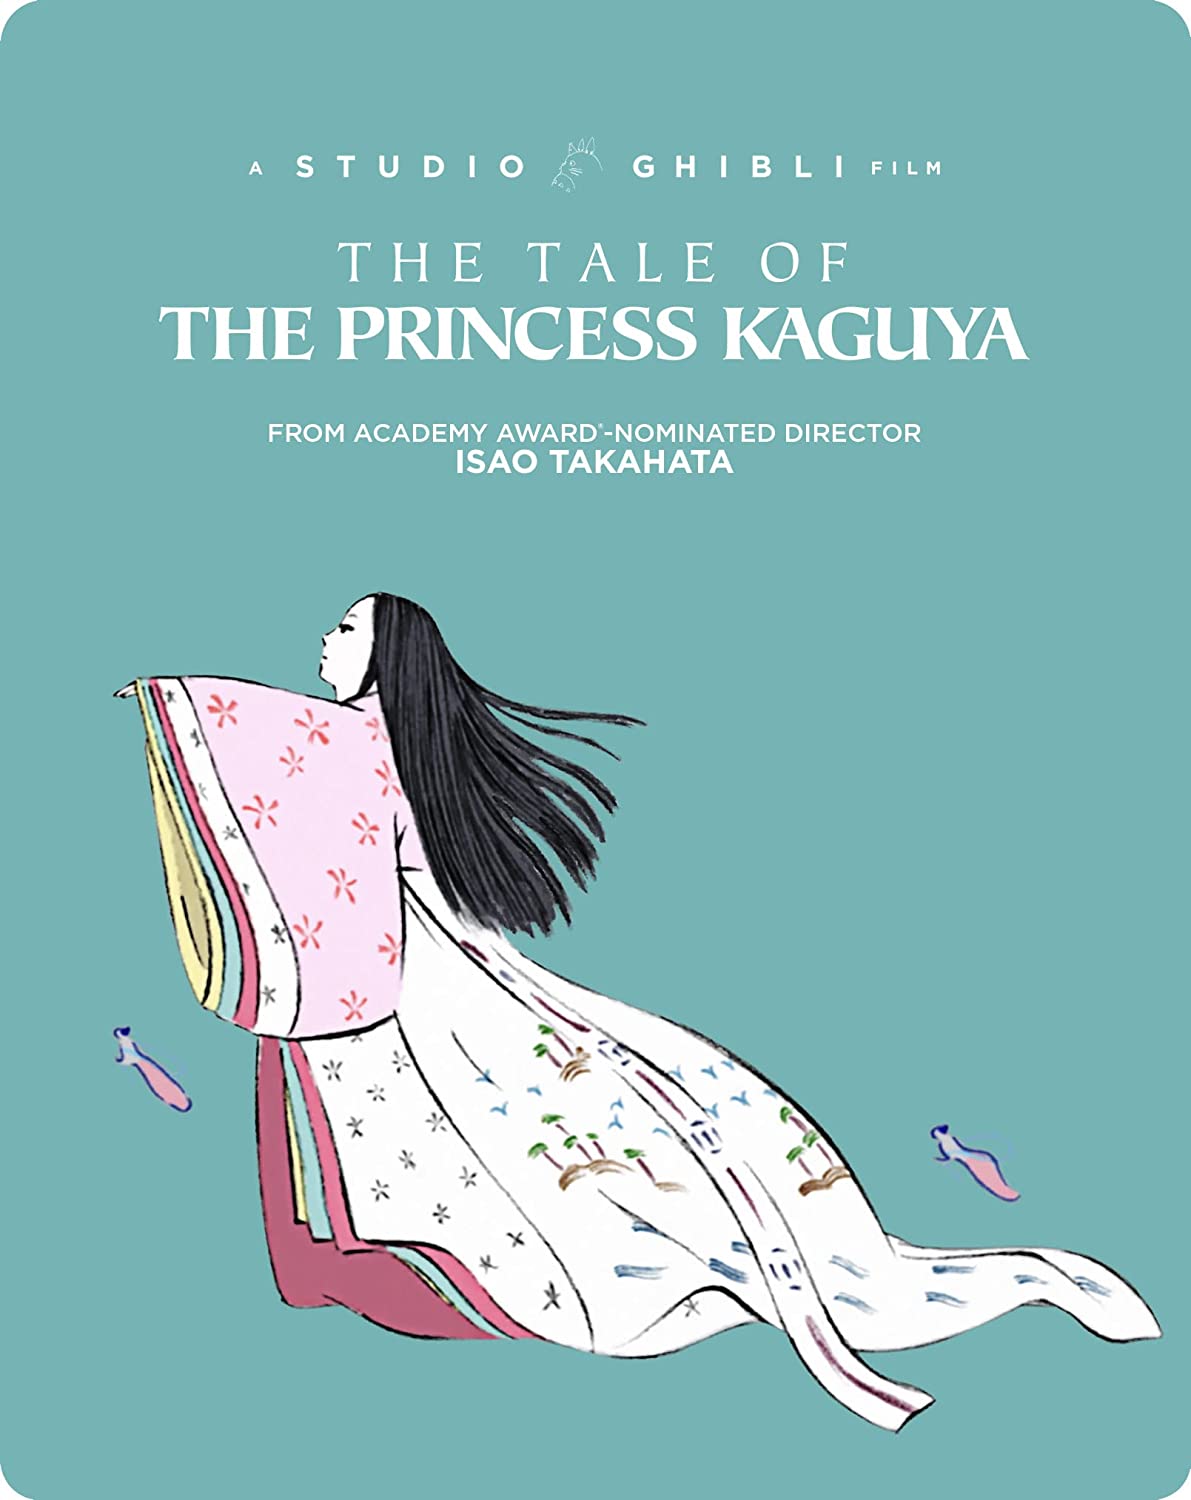 A STUDIO GHIBLI FILM
THE TALE OF
THE PRINCESS KAGUYA
FROM ACADEMY AWARD®-NOMINATED DIRECTOR
ISAO TAKAHATA